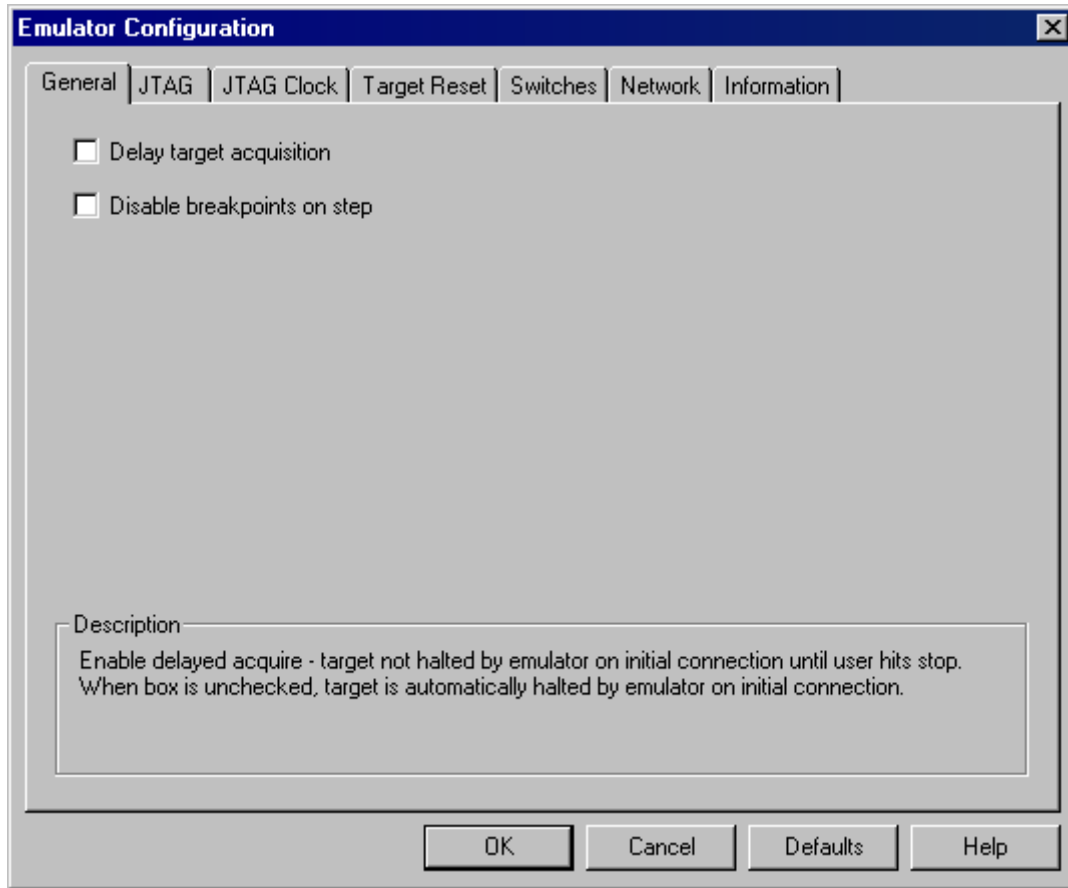 Emulator Configuration
General JTAG JTAG Clock Target Reset Switches Network Information
Delay target acquisition
Disable breakpoints on step
Description
Enable delayed acquire - target not halted by emulator on initial connection until user hits stop.
When box is unchecked, target is automatically halted by emulator on initial connection.
OK Cancel Defaults Help